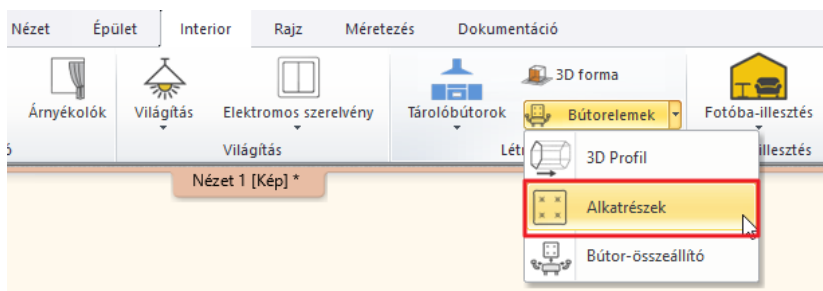 Nézet Épület Interior Rajz Méretezés Dokumentáció
3D forma
Árnyékolók Világítás Elektromos szerelvény Tárolóbútorok Bútorelemek Fotóba-illesztés
Világítás
illesztés
3D Profil
Nézet 1 [Kép] *
Alkatrészek
Bútor-összeállító